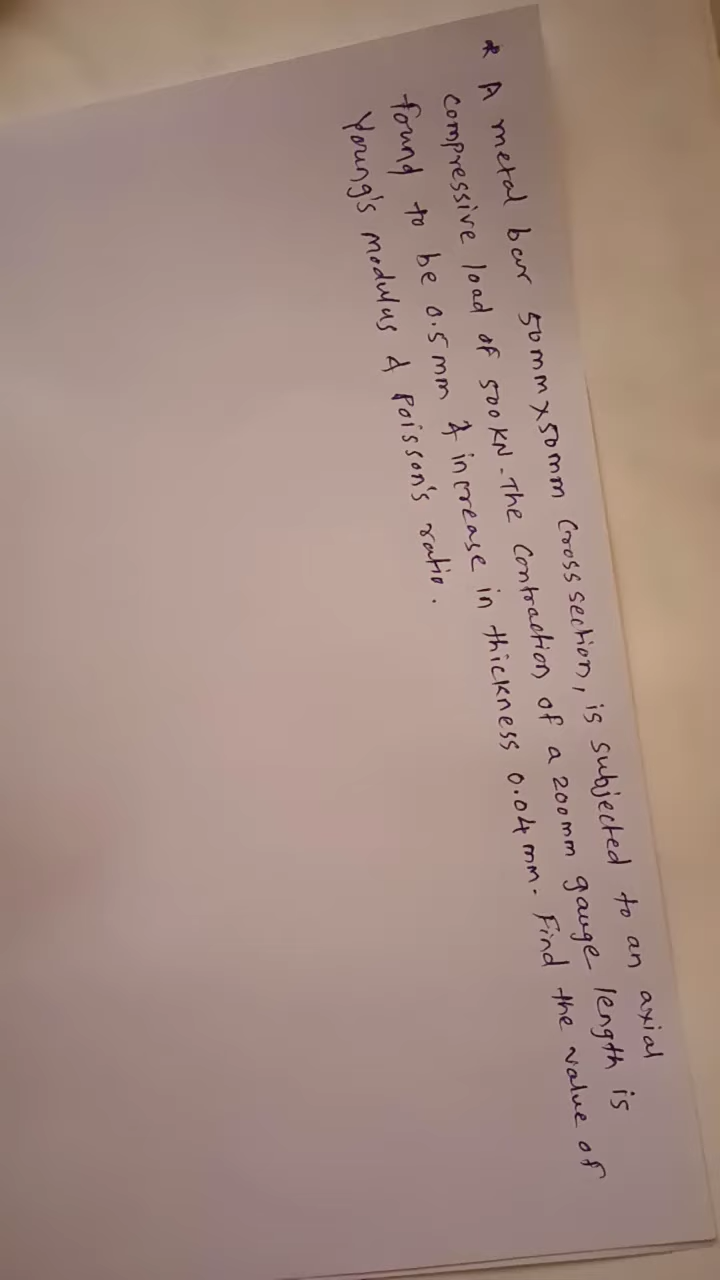 * A metal bar 50mm x 50mm Cross section, is subjected to an axial
compressive load of 500 KN. The Contraction of a 200mm gauge length is
found to be 0.5 mm & increase in thickness 0.04 mm. Find the value of
Young's modulus & Poisson's ratio.